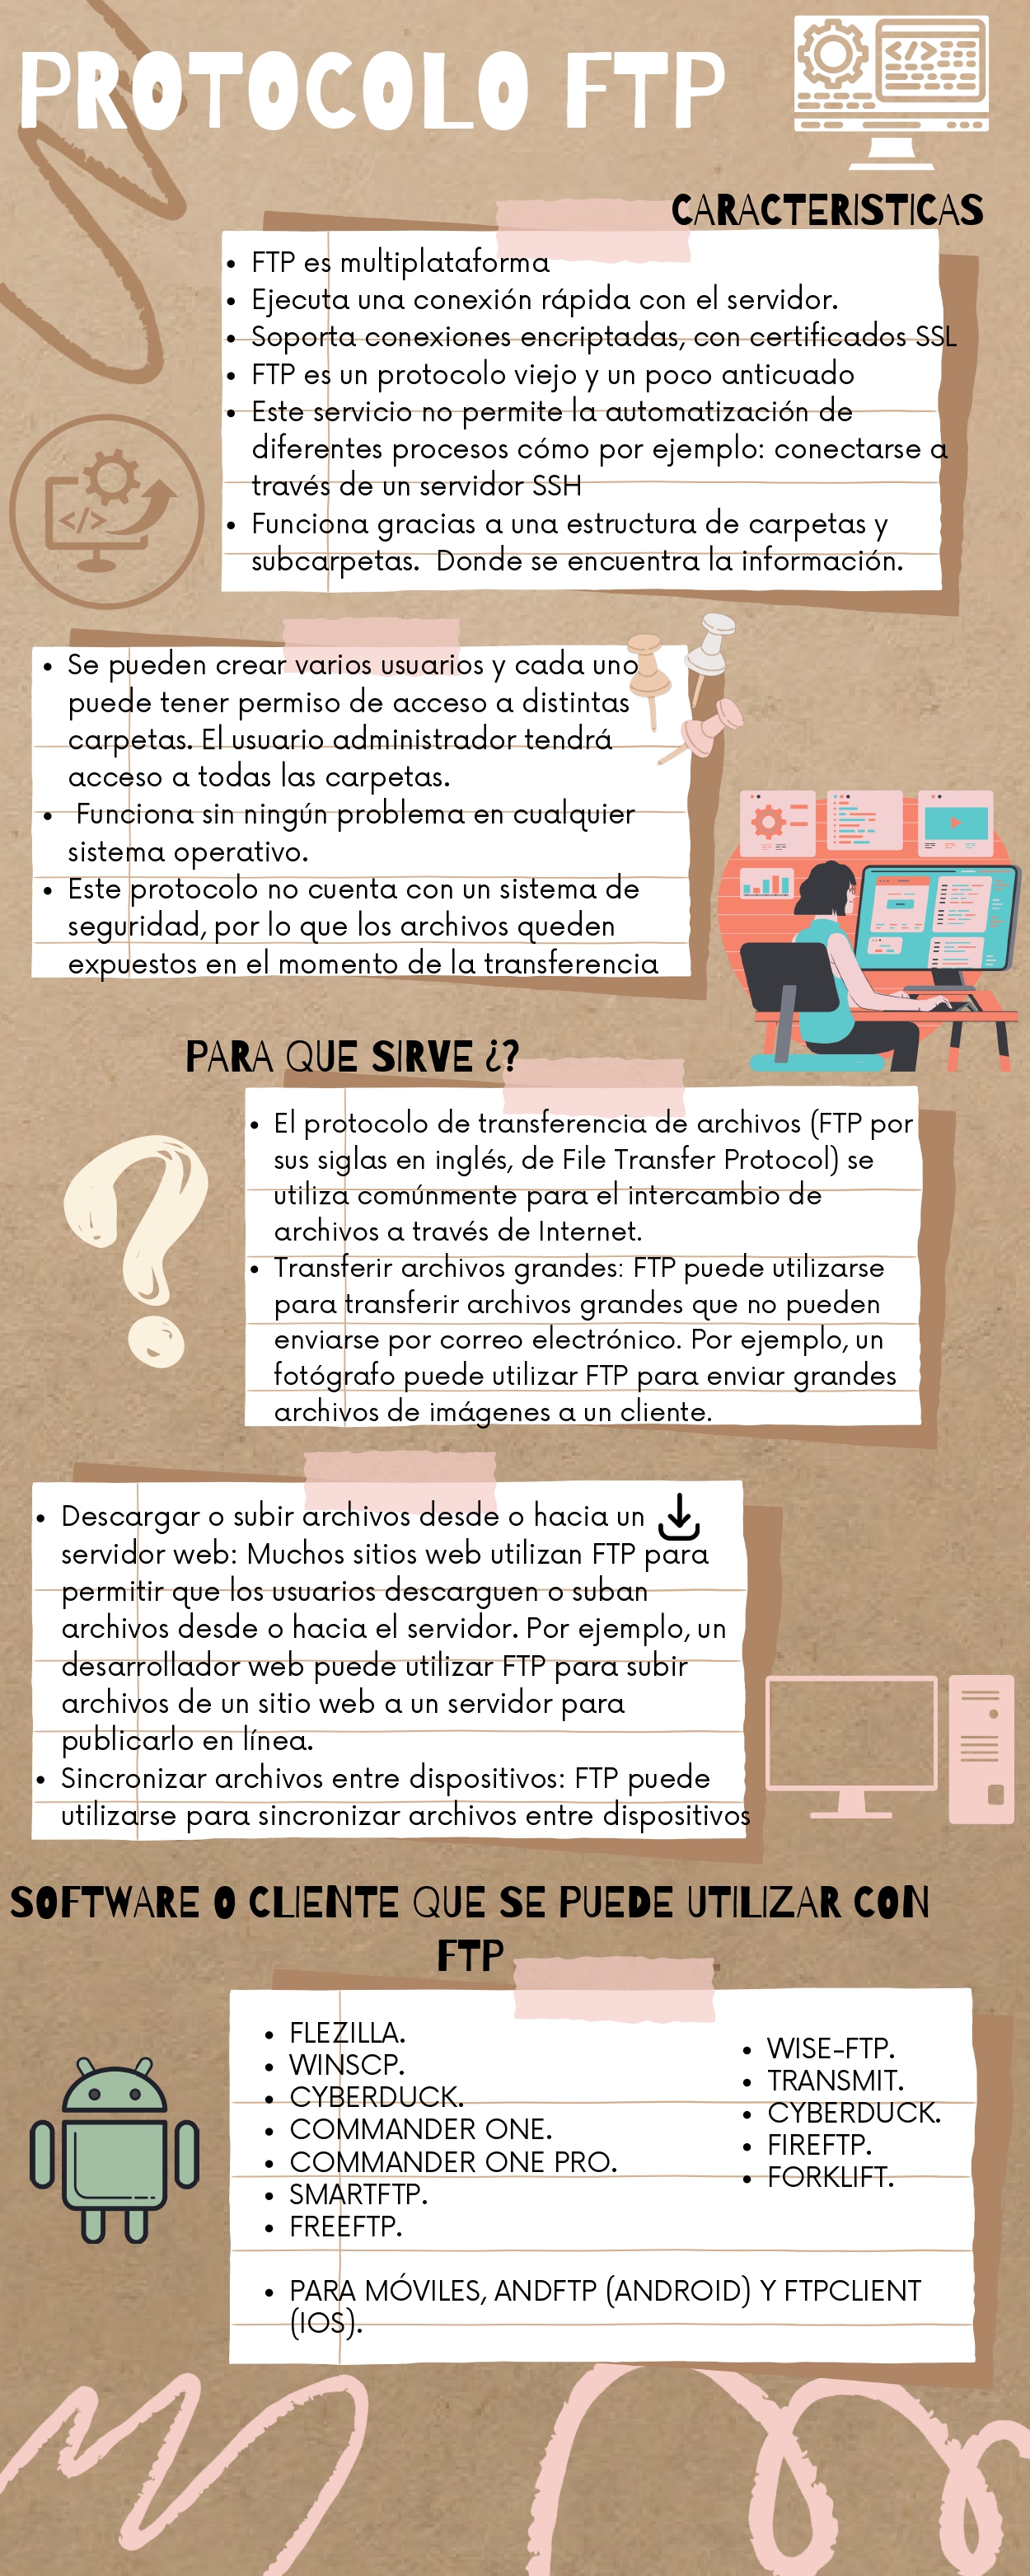 PROTOCOLO FTP
CARACTERISTICAS
• FTP es multiplataforma
• Ejecuta una conexión rápida con el servidor.
• Soporta conexiones encriptadas, con certificados SSL
• FTP es un protocolo viejo y un poco anticuado
• Este servicio no permite la automatización de
diferentes procesos cómo por ejemplo: conectarse a
través de un servidor SSH
• Funciona gracias a una estructura de carpetas y
subcarpetas. Donde se encuentra la información.
• Se pueden crear varios usuarios y cada uno
puede tener permiso de acceso a distintas
carpetas. El usuario administrador tendrá
acceso a todas las carpetas.
• Funciona sin ningún problema en cualquier
sistema operativo.
• Este protocolo no cuenta con un sistema de
seguridad, por lo que los archivos queden
expuestos en el momento de la transferencia
PARA QUE SIRVE ¿?
• El protocolo de transferencia de archivos (FTP por
sus siglas en inglés, de File Transfer Protocol) se
utiliza comúnmente para el intercambio de
archivos a través de Internet.
• Transferir archivos grandes: FTP puede utilizarse
para transferir archivos grandes que no pueden
enviarse por correo electrónico. Por ejemplo, un
fotógrafo puede utilizar FTP para enviar grandes
archivos de imágenes a un cliente.
• Descargar o subir archivos desde o hacia un
servidor web: Muchos sitios web utilizan FTP para
permitir que los usuarios descarguen o suban
archivos desde o hacia el servidor. Por ejemplo, un
desarrollador web puede utilizar FTP para subir
archivos de un sitio web a un servidor para
publicarlo en línea.
• Sincronizar archivos entre dispositivos: FTP puede
utilizarse para sincronizar archivos entre dispositivos
SOFTWARE O CLIENTE QUE SE PUEDE UTILIZAR CON
FTP
• FLEZILLA.
• WINSCP.
• CYBERDUCK.
• COMMANDER ONE.
• COMMANDER ONE PRO.
• SMARTFTP.
• FREEFTP.
• WISE-FTP.
• TRANSMIT.
• CYBERDUCK.
• FIREFTP.
• FORKLIFT.
• PARA MÓVILES, ANDFTP (ANDROID) Y FTPCLIENT
(IOS).